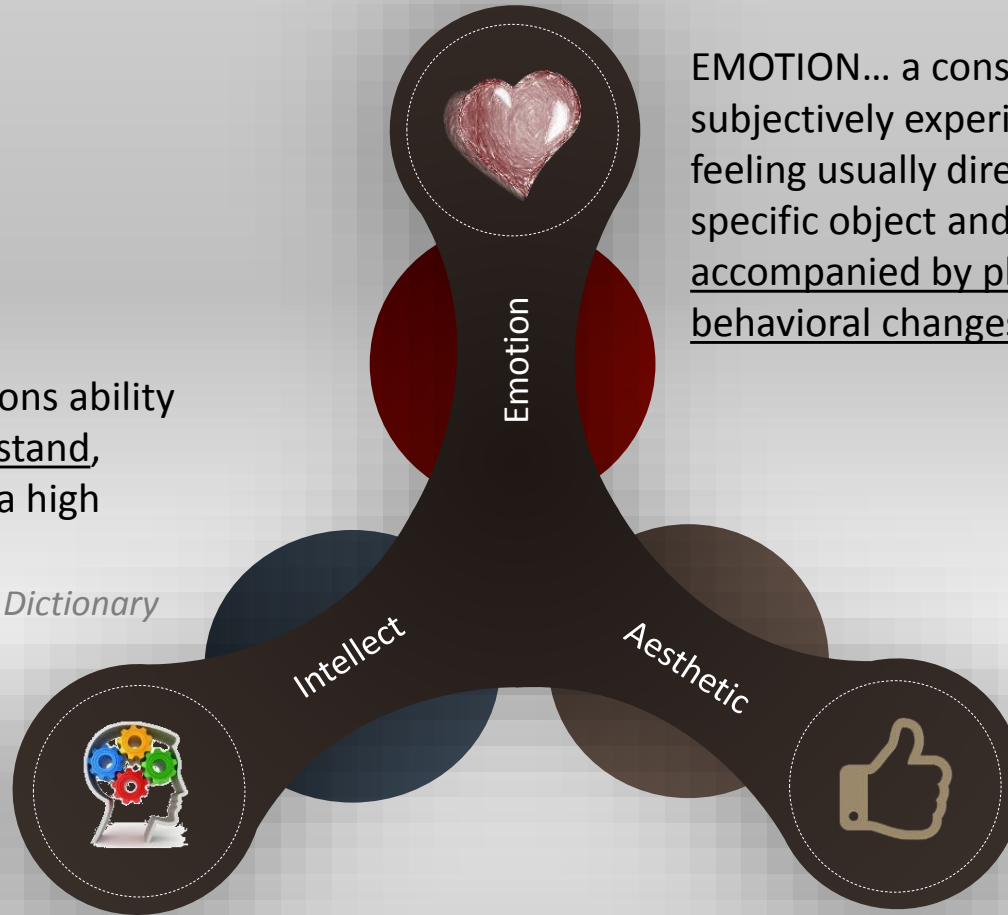 EMOTION... a cons
subjectively experi
feeling usually dire
specific object and
accompanied by p
behavioral change
ons ability
stand,
a high
Dictionary
Emotion
Intellect
Aesthetic